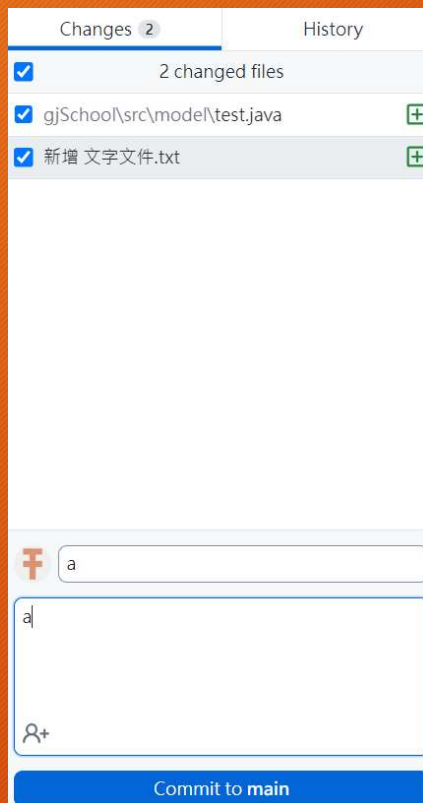 Changes 2 History
2 changed files
gjSchool\src\model\test.java
新增 文字文件.txt
a
a
Commit to main